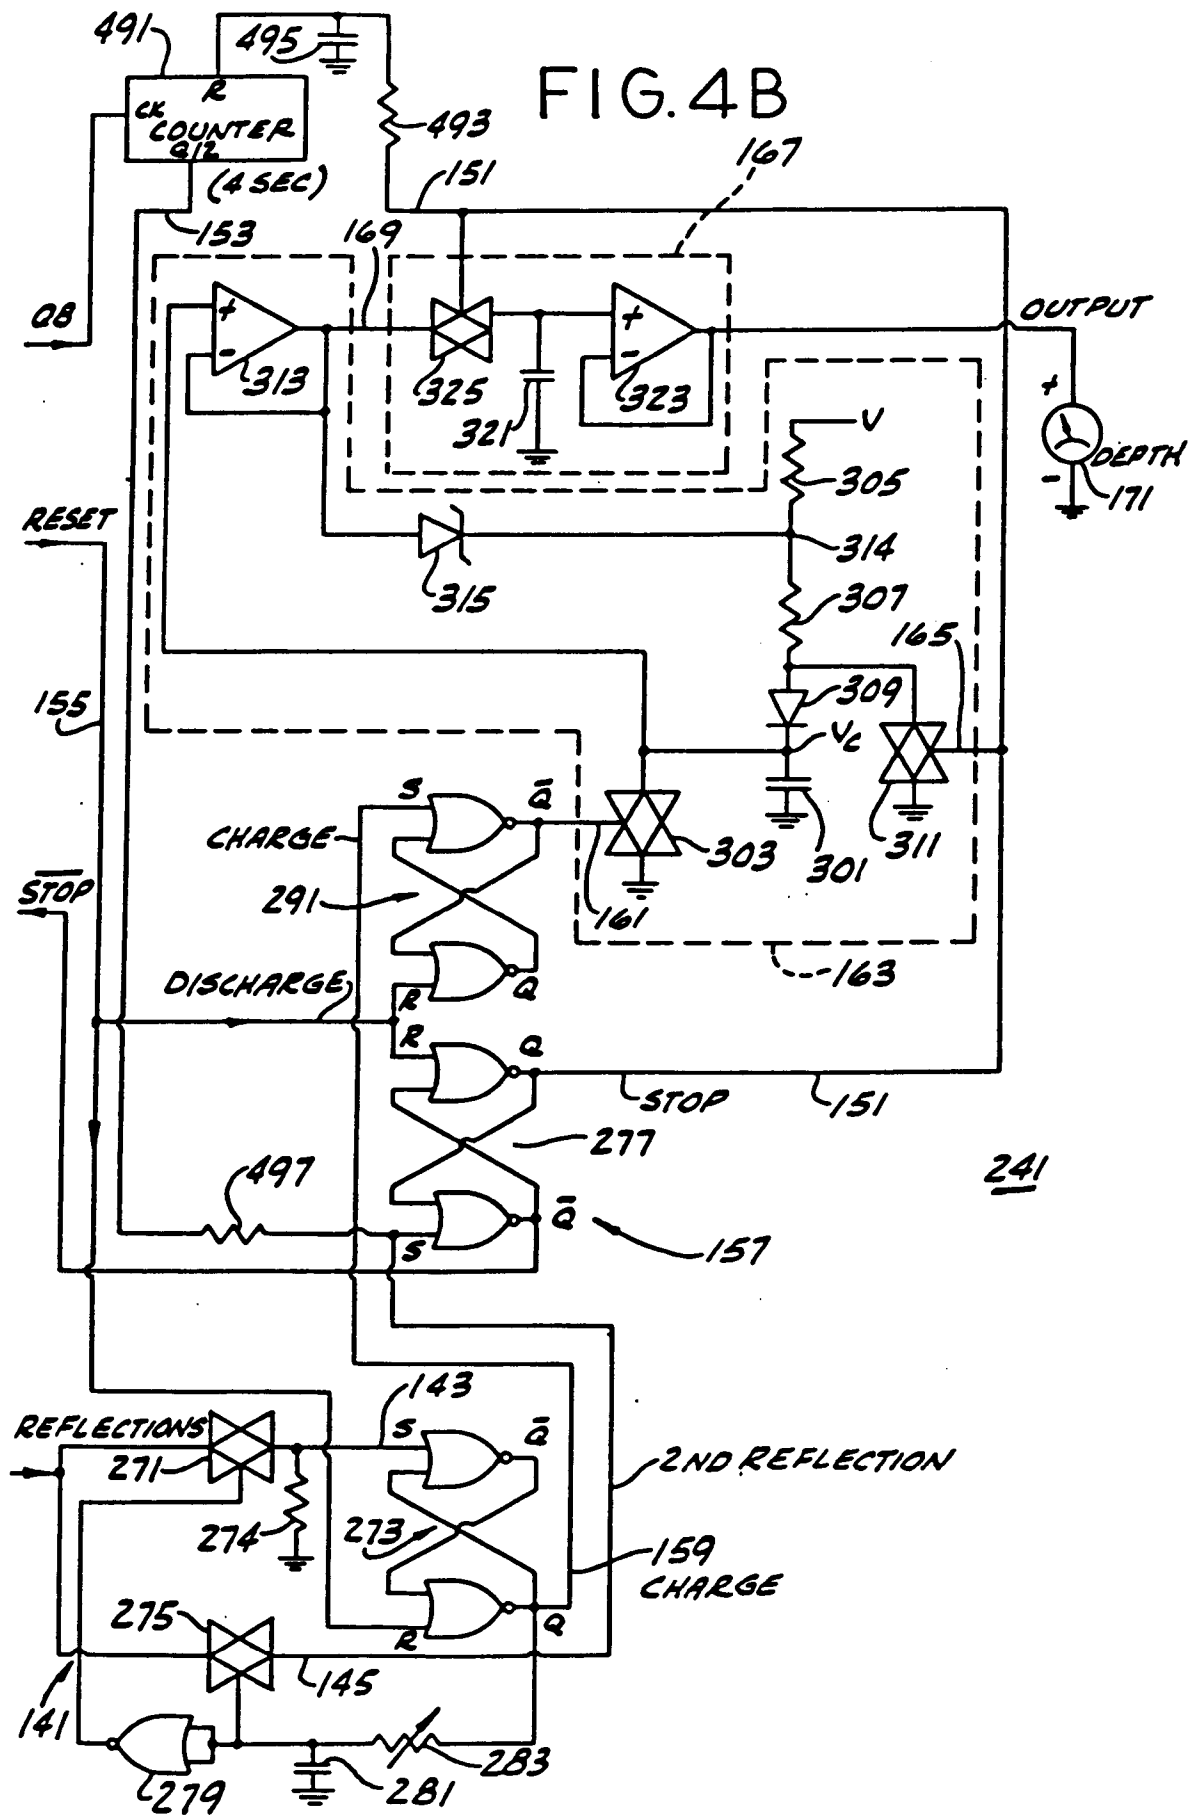 491
495
R
FIG. 4B
CK
COUNTER
Q12
493
(4 SEC)
167
151
153
169
Q8
OUTPUT
+
-
313
325
321
+
-
323
+
-
DEPTH
171
V
305
RESET
314
315
307
165
155
309
VC
S
Q̅
CHARGE
303
301
311
291
S̅T̅O̅P̅
161
163
DISCHARGE
R
Q
R
Q
STOP
151
277
241
497
S
Q̅
157
143
REFLECTIONS
S
Q̅
271
2ND REFLECTION
274
273
159
CHARGE
275
R
Q
145
141
283
279
281